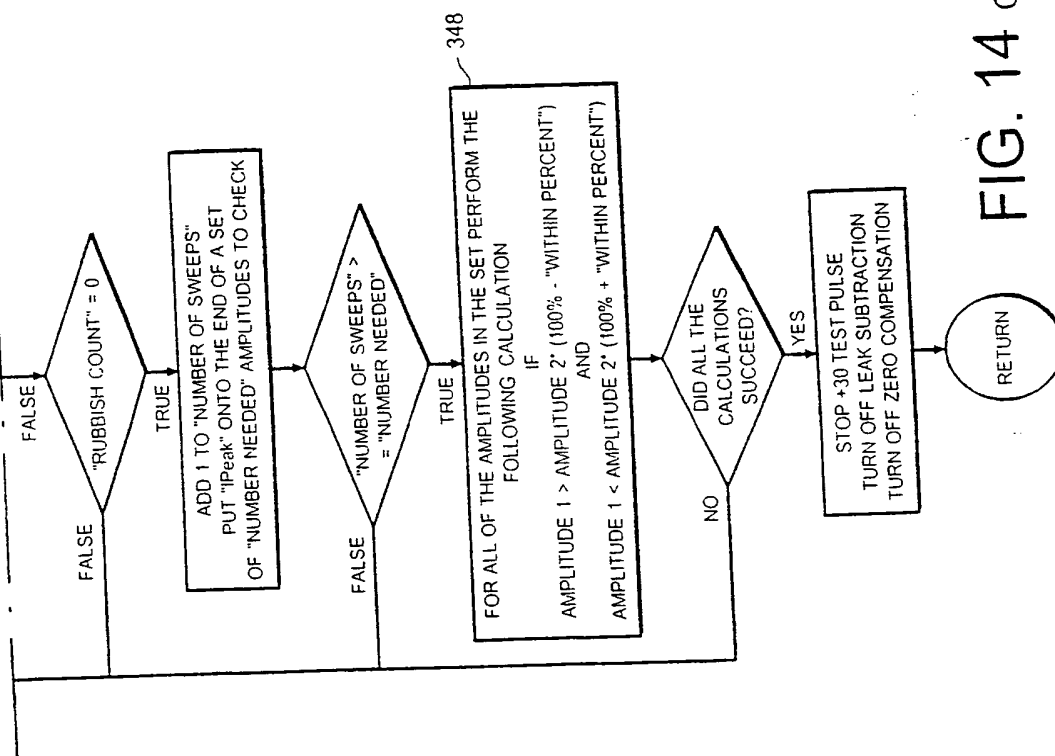 FALSE
"RUBBISH COUNT" = 0
FALSE
TRUE
ADD 1 TO "NUMBER OF SWEEPS"
PUT "IPeak" ONTO THE END OF A SET
OF "NUMBER NEEDED" AMPLITUDES TO CHECK
"NUMBER OF SWEEPS" >
= "NUMBER NEEDED"
FALSE
TRUE
348
FOR ALL OF THE AMPLITUDES IN THE SET PERFORM THE
FOLLOWING CALCULATION
IF
AMPLITUDE 1 > AMPLITUDE 2* (100% - "WITHIN PERCENT")
AND
AMPLITUDE 1 < AMPLITUDE 2* (100% + "WITHIN PERCENT")
DID ALL THE
CALCULATIONS
SUCCEED?
NO
YES
STOP +30 TEST PULSE
TURN OFF LEAK SUBTRACTION
TURN OFF ZERO COMPENSATION
RETURN
FIG. 14